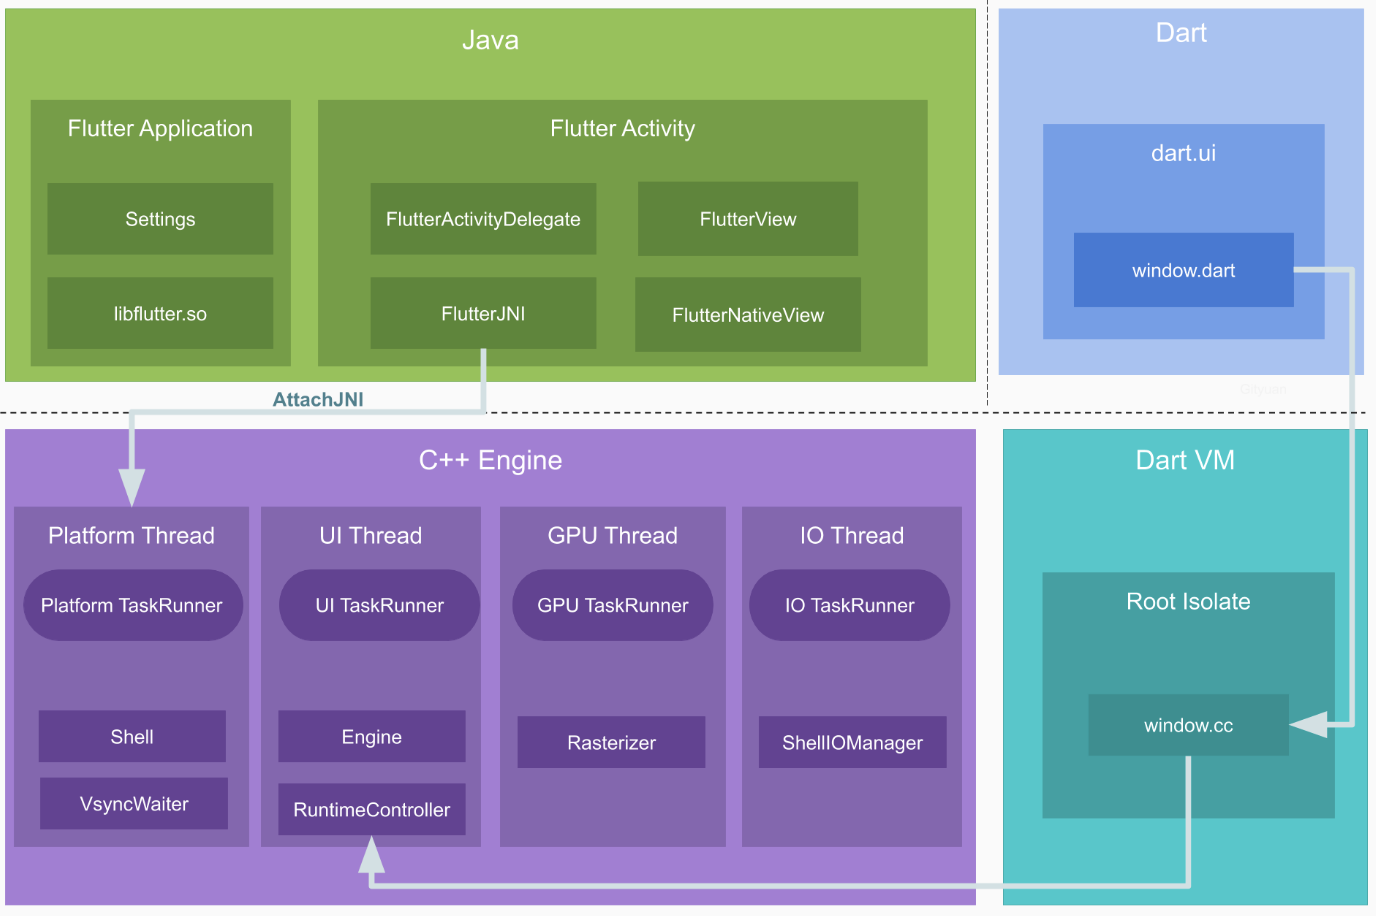 Java
Flutter Application
Settings
libflutter.so
Flutter Activity
FlutterActivityDelegate
FlutterView
FlutterJNI
FlutterNativeView
Dart
dart.ui
window.dart
AttachJNI
C++ Engine
Platform Thread
Platform TaskRunner
Shell
VsyncWaiter
UI Thread
UI TaskRunner
Engine
RuntimeController
GPU Thread
GPU TaskRunner
Rasterizer
IO Thread
IO TaskRunner
ShellIOManager
Dart VM
Root Isolate
window.cc